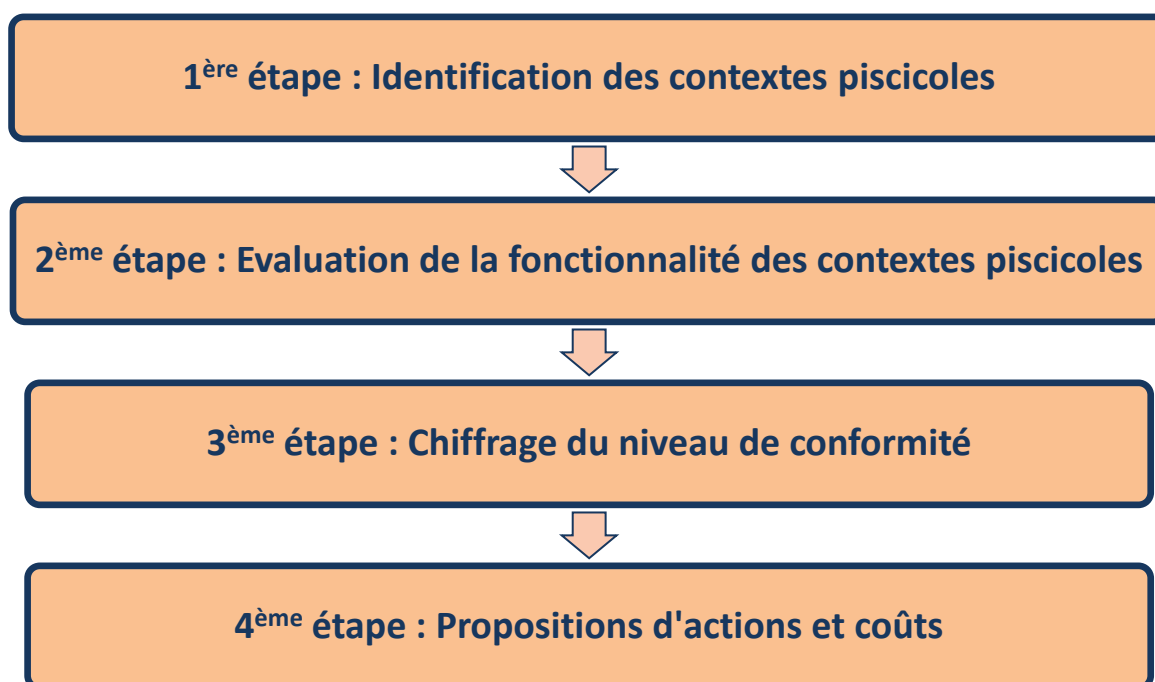 1ère étape : Identification des contextes piscicoles
2ème étape : Evaluation de la fonctionnalité des contextes piscicoles
3ème étape : Chiffrage du niveau de conformité
4ème étape : Propositions d'actions et coûts